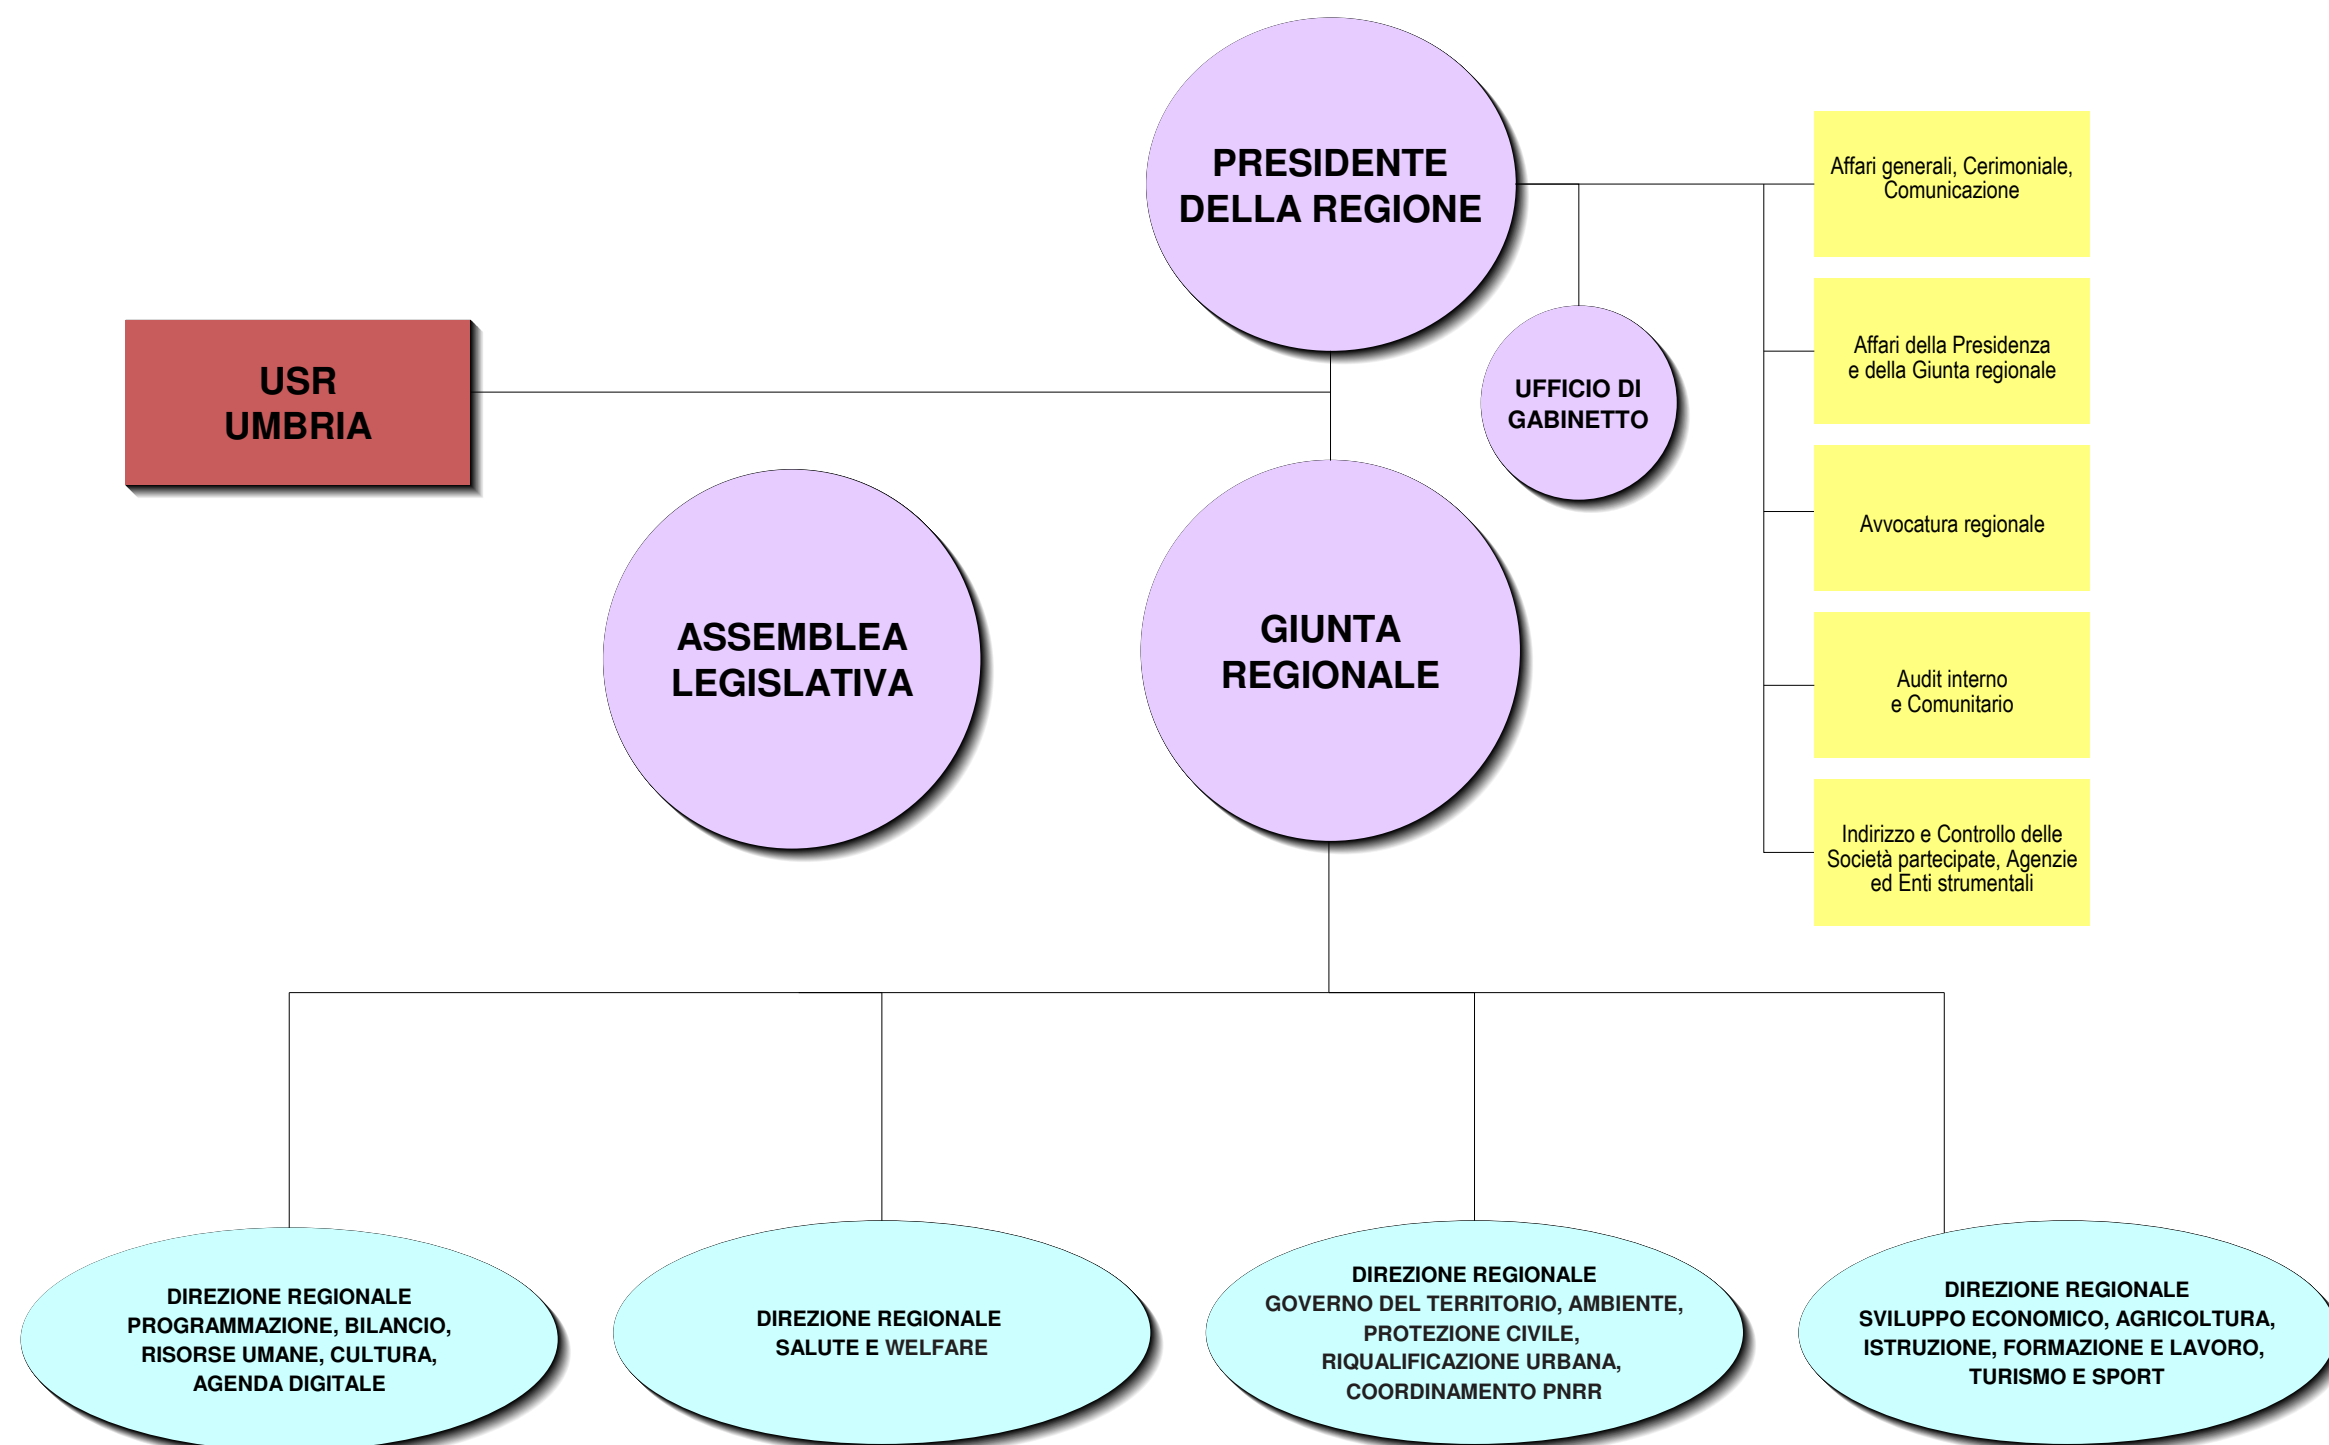 PRESIDENTE
DELLA REGIONE
Affari generali, Cerimoniale,
Comunicazione
Affari della Presidenza
e della Giunta regionale
USR
UMBRIA
UFFICIO DI
GABINETTO
Avvocatura regionale
ASSEMBLEA
LEGISLATIVA
GIUNTA
REGIONALE
Audit interno
e Comunitario
Indirizzo e Controllo delle
Società partecipate, Agenzie
ed Enti strumentali
DIREZIONE REGIONALE
PROGRAMMAZIONE, BILANCIO,
RISORSE UMANE, CULTURA,
AGENDA DIGITALE
DIREZIONE REGIONALE
SALUTE E WELFARE
DIREZIONE REGIONALE
GOVERNO DEL TERRITORIO, AMBIENTE,
PROTEZIONE CIVILE,
RIQUALIFICAZIONE URBANA,
COORDINAMENTO PNRR
DIREZIONE REGIONALE
SVILUPPO ECONOMICO, AGRICOLTURA,
ISTRUZIONE, FORMAZIONE E LAVORO,
TURISMO E SPORT